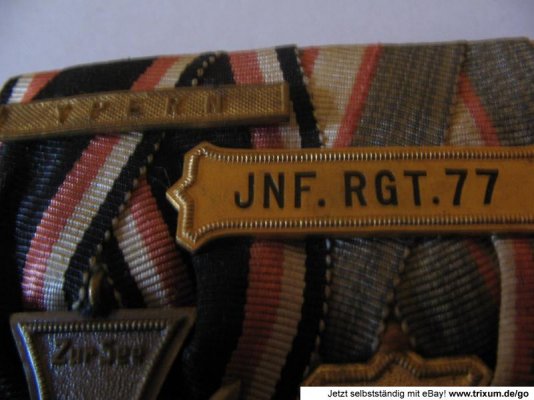 YPERN
JNF. RGT. 77
Zur See
Jetzt selbstständig mit eBay! www.trixum.de/go